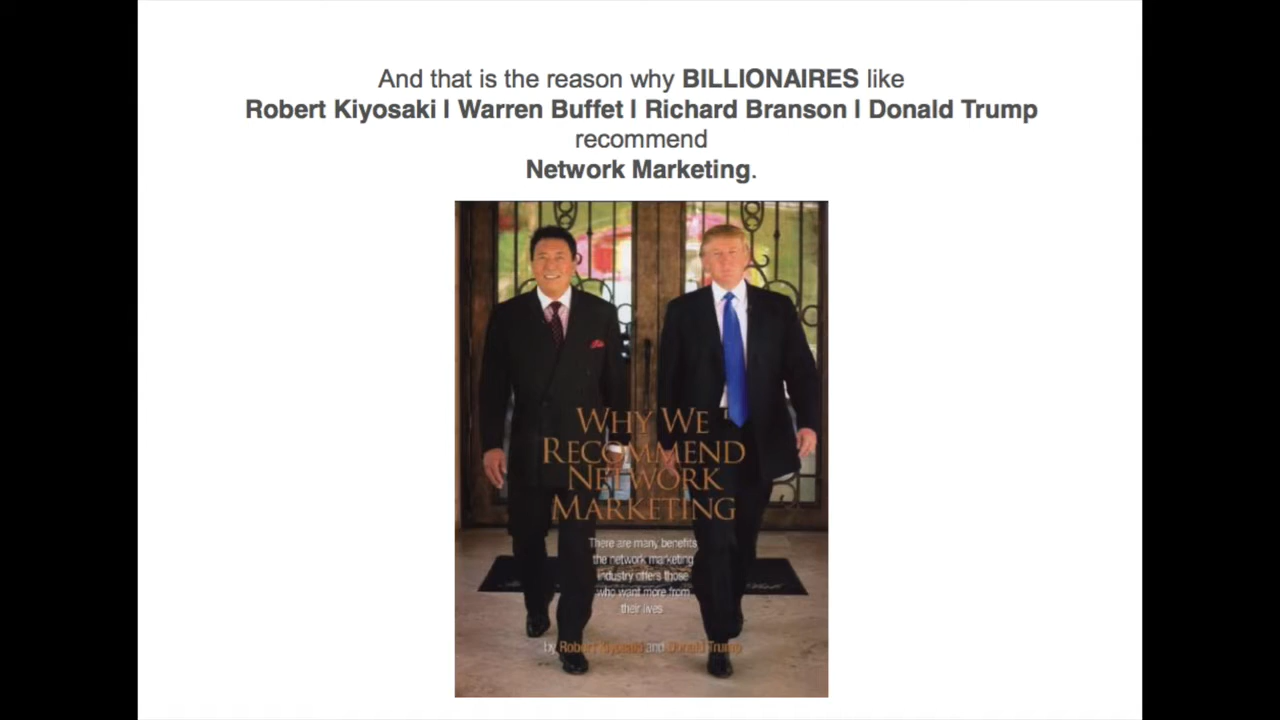 And that is the reason why BILLIONAIRES like
Robert Kiyosaki I Warren Buffet I Richard Branson I Donald Trump
recommend
Network Marketing.
WHY WE
RECOMMEND
NETWORK
MARKETING
There are many benefits
the network marketing
industry offers those
who want more from
their lives
by Robert Kiyosaki and Donald Trump